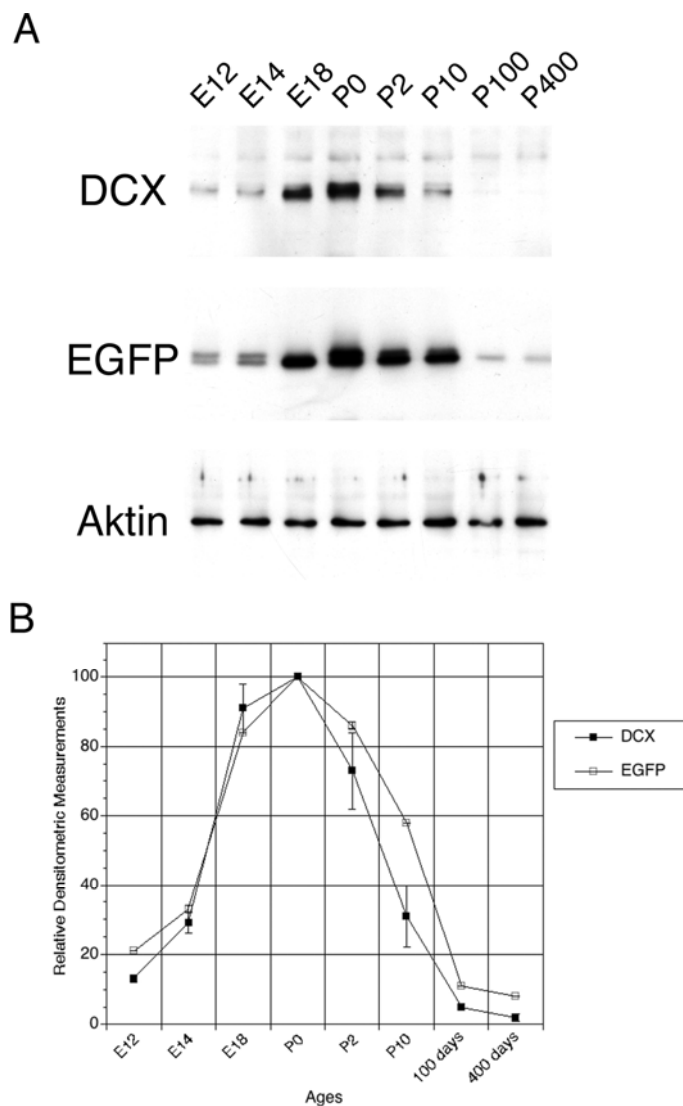 A
E12 E14 E18 P0 P2 P10 P100 P400
DCX
EGFP
Aktin
B
Relative Densitometric Measurements
100
80
60
40
20
0
E12 E14 E18 P0 P2 P10 100 days 400 days
Ages
DCX
EGFP